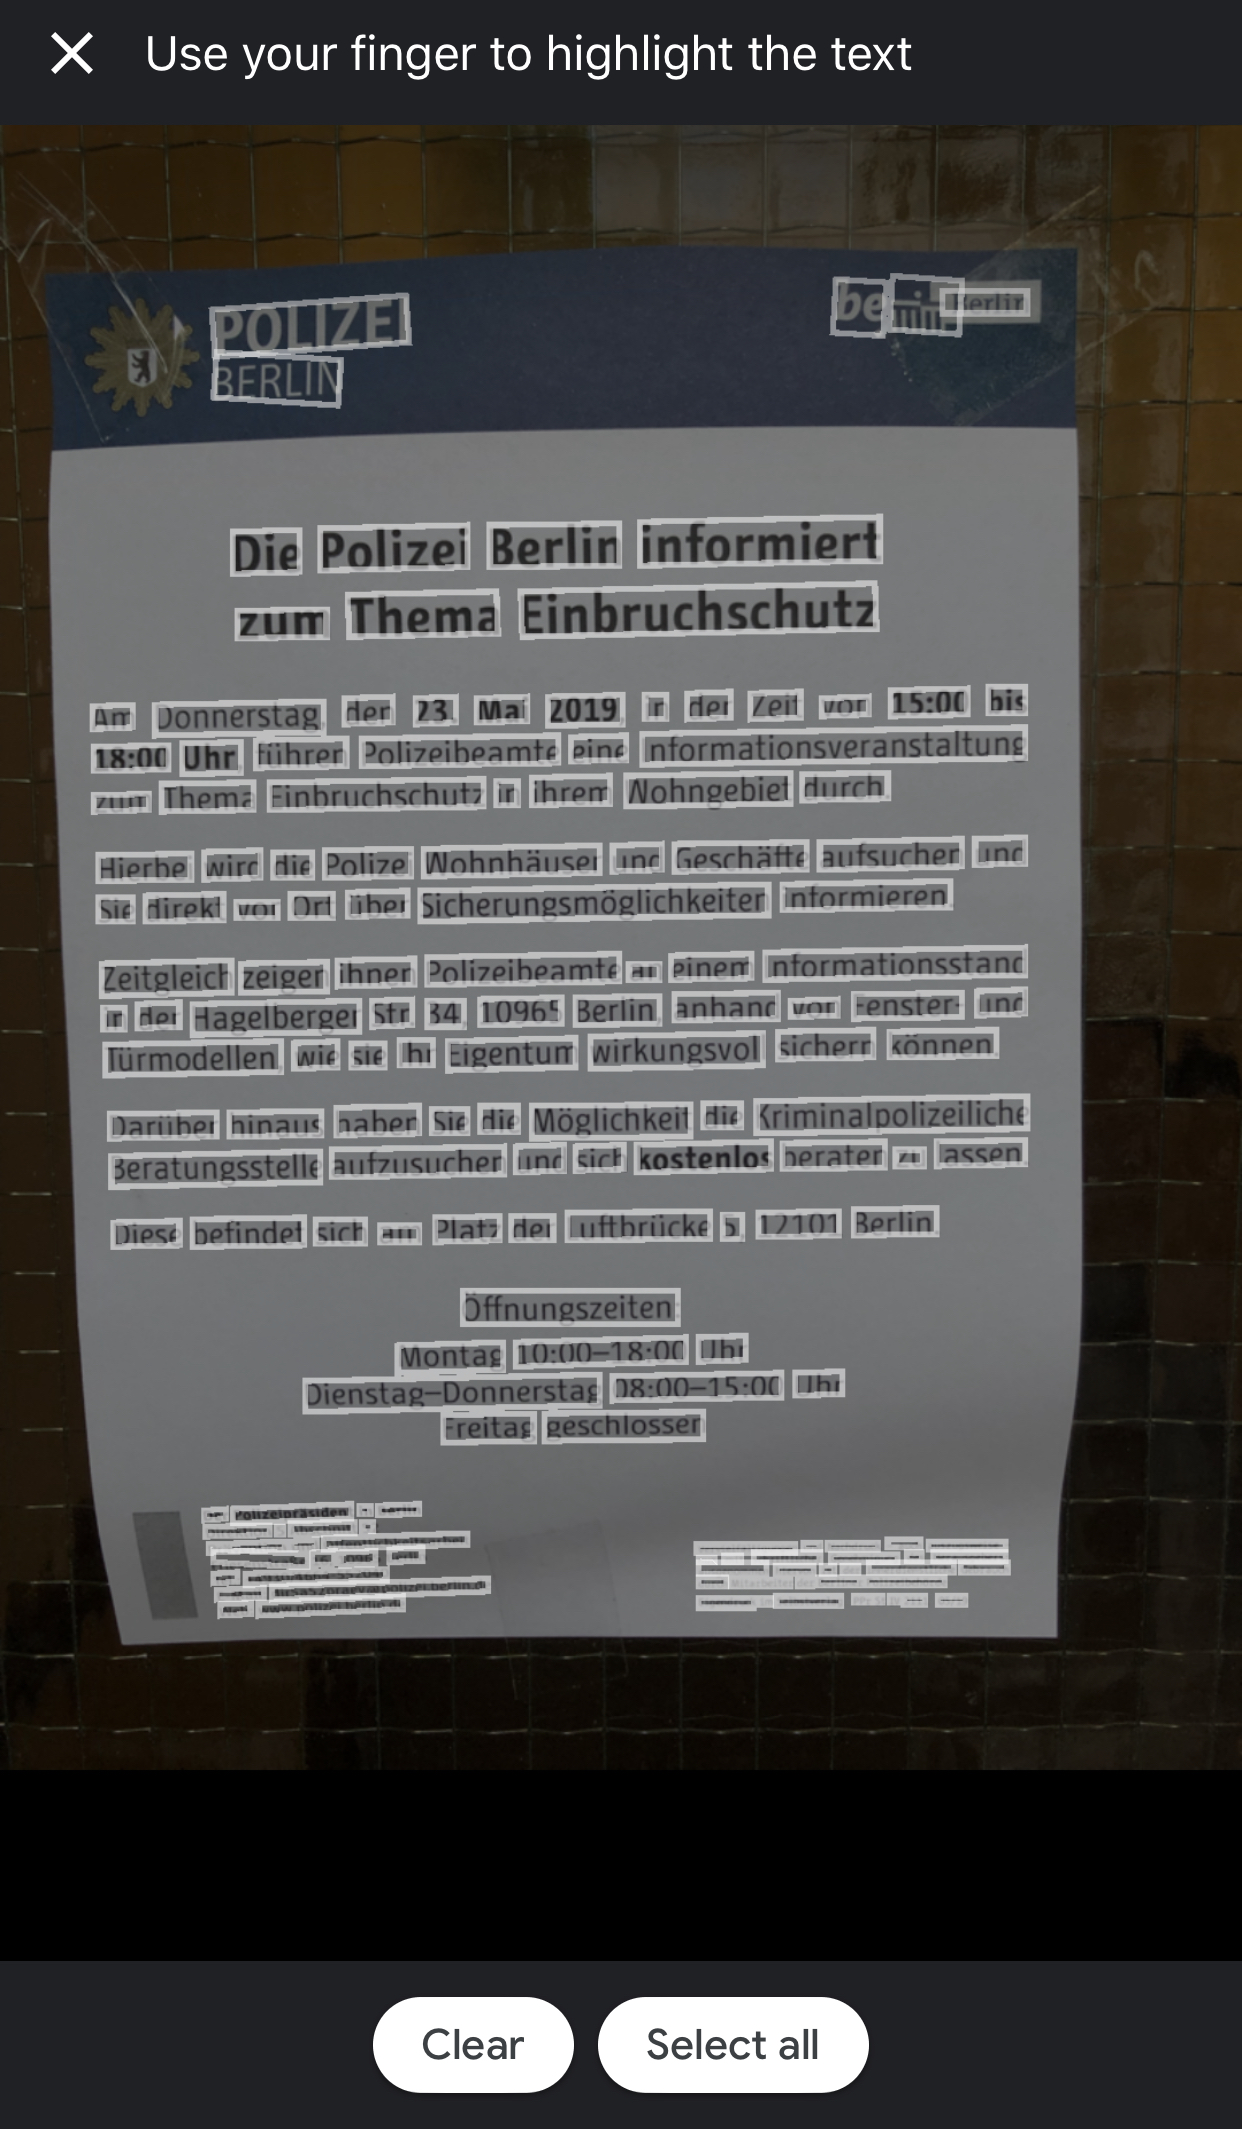 Use your finger to highlight the text
POLIZEI
BERLIN
be Berlin
Die Polizei Berlin informiert
zum Thema Einbruchschutz
Am Donnerstag, den 23. Mai 2019, in der Zeit von 15:00 bis
18:00 Uhr, führen Polizeibeamte eine Informationsveranstaltung
zum Thema Einbruchschutz in ihrem Wohngebiet durch.
Hierbei wird die Polizei Wohnhäuser und Geschäfte aufsuchen und
Sie direkt vor Ort über Sicherungsmöglichkeiten informieren.
Zeitgleich zeigen ihnen Polizeibeamte an einem Informationsstand
in der Hagelberger Str. 34, 10965 Berlin, anhand von Fenster- und
Türmodellen, wie sie Ihr Eigentum wirkungsvoll sichern können.
Darüber hinaus haben Sie die Möglichkeit die Kriminalpolizeiliche
Beratungsstelle aufzusuchen und sich kostenlos beraten zu lassen.
Diese befindet sich am Platz der Luftbrücke 5, 12101 Berlin.
Öffnungszeiten:
Montag 10:00–18:00 Uhr
Dienstag–Donnerstag 08:00–15:00 Uhr
Freitag geschlossen
www.polizei.berlin.de
Clear
Select all